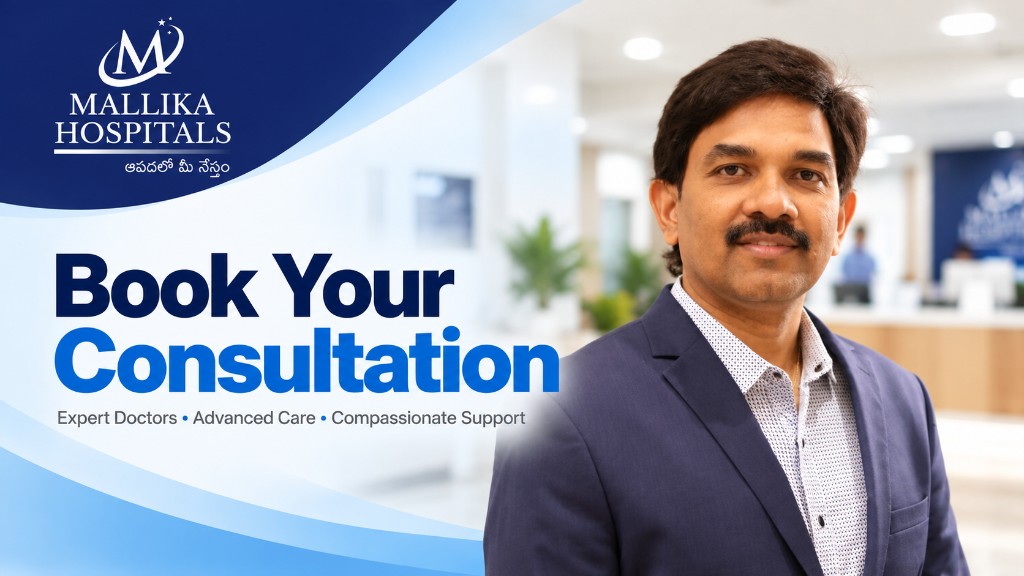 MALLIKA
HOSPITALS
ఆపదలో మీ నేస్తం
Book Your
Consultation
Expert Doctors • Advanced Care • Compassionate Support